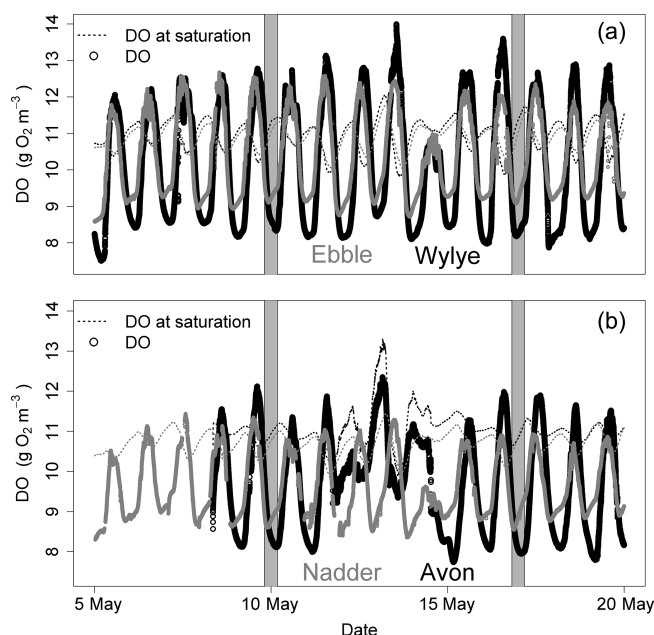 (a)
DO at saturation
DO
14
13
12
11
10
9
8
DO (g O₂ m⁻³)
Ebble Wylye
(b)
DO at saturation
DO
14
13
12
11
10
9
8
DO (g O₂ m⁻³)
Nadder Avon
5 May 10 May 15 May 20 May
Date